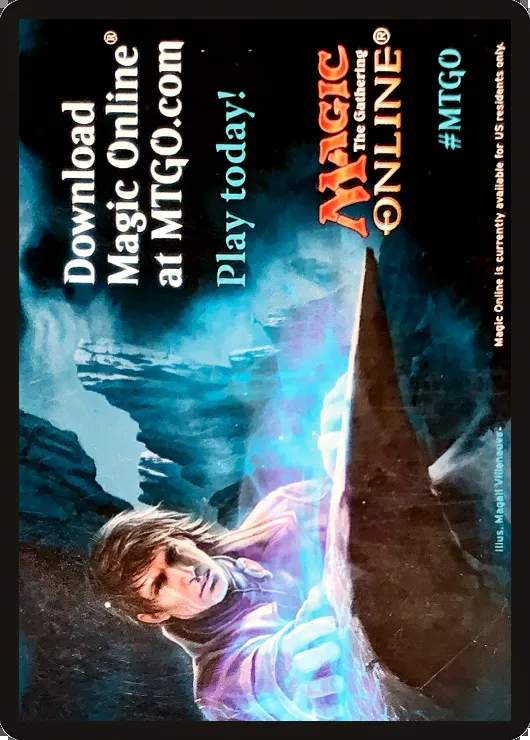 Download
Magic Online®
at MTGO.com
Play today!
MAGIC
The Gathering
ONLINE®
#MTGO
Magic Online is currently available for US residents only.
Illus. Magali Villeneuve